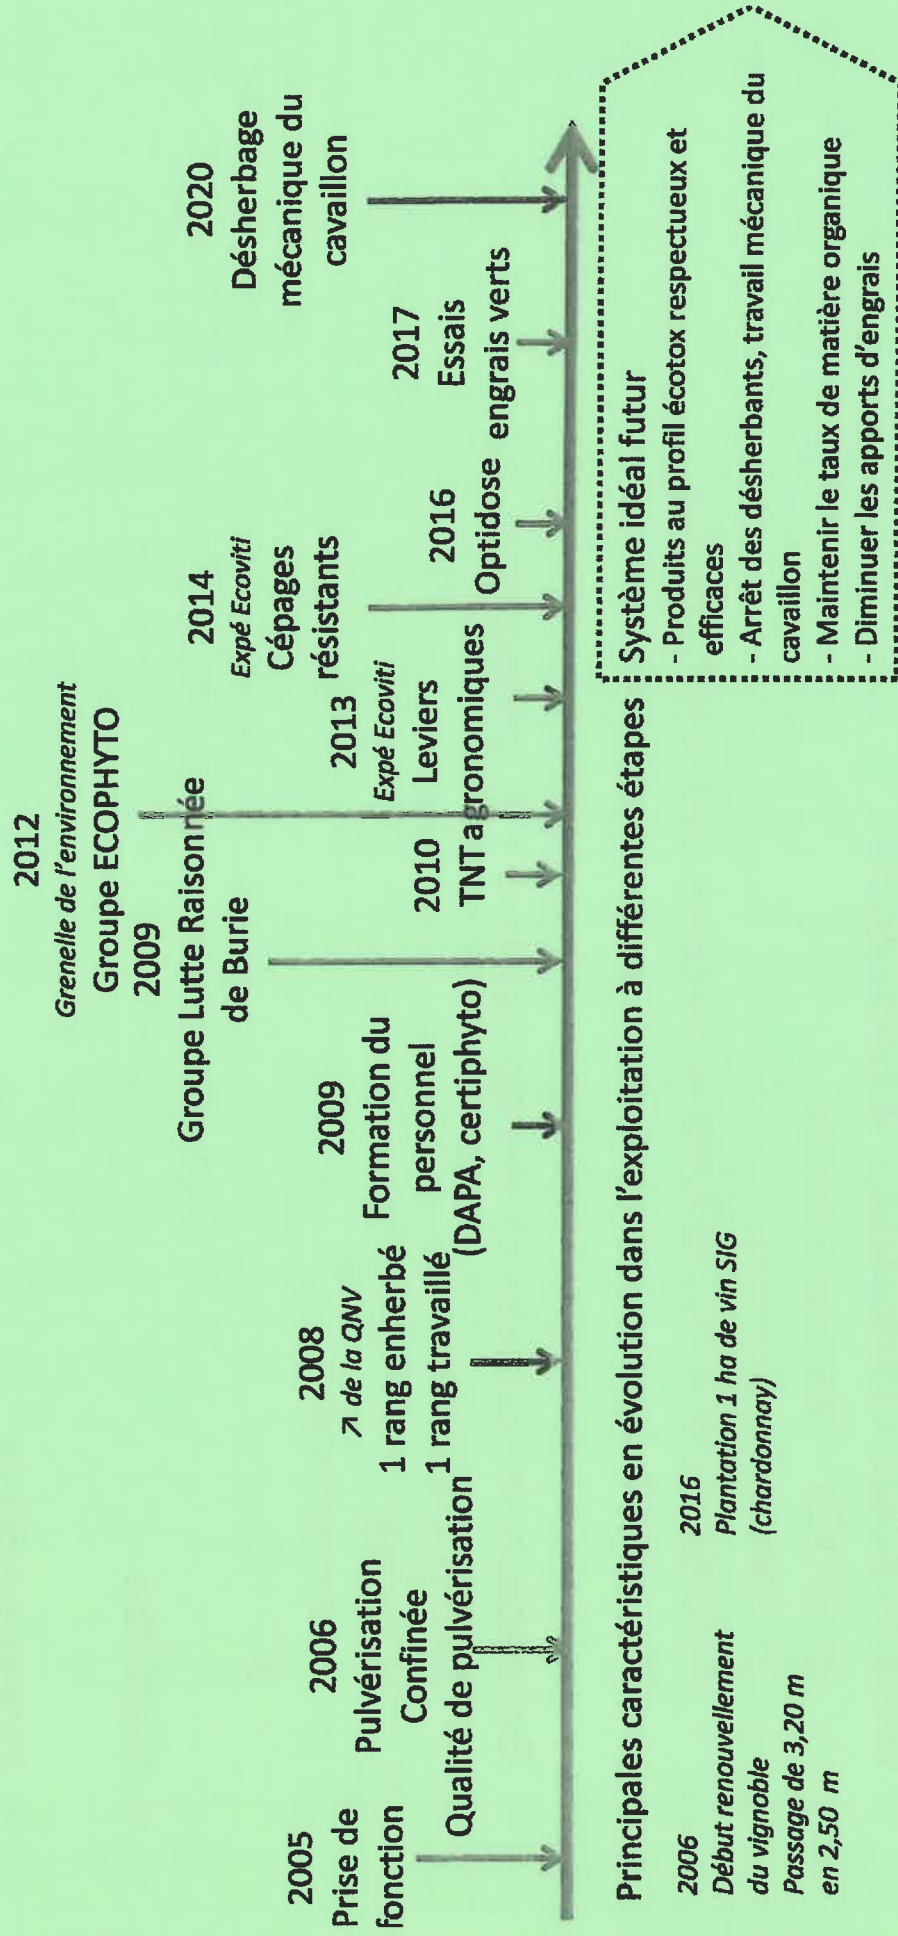 2005
Prise de
fonction
2006
Pulvérisation
Confinée
Qualité de pulvérisation
2008
↗ de la QNV
1 rang enherbé
1 rang travaillé
2009
Formation du
personnel
(DAPA, certiphyto)
2009
Groupe Lutte Raisonnée
de Burie
2010
TNT
2012
Grenelle de l'environnement
Groupe ECOPHYTO
2013
Expé Ecoviti
Leviers
agronomiques
2014
Expé Ecoviti
Cépages
résistants
2016
Optidose
2017
Essais
engrais verts
2020
Désherbage
mécanique du
cavaillon
Principales caractéristiques en évolution dans l'exploitation à différentes étapes
2006
Début renouvellement
du vignoble
Passage de 3,20 m
en 2,50 m
2016
Plantation 1 ha de vin SIG
(chardonnay)
Système idéal futur
- Produits au profil écotox respectueux et
efficaces
- Arrêt des désherbants, travail mécanique du
cavaillon
- Maintenir le taux de matière organique
- Diminuer les apports d'engrais